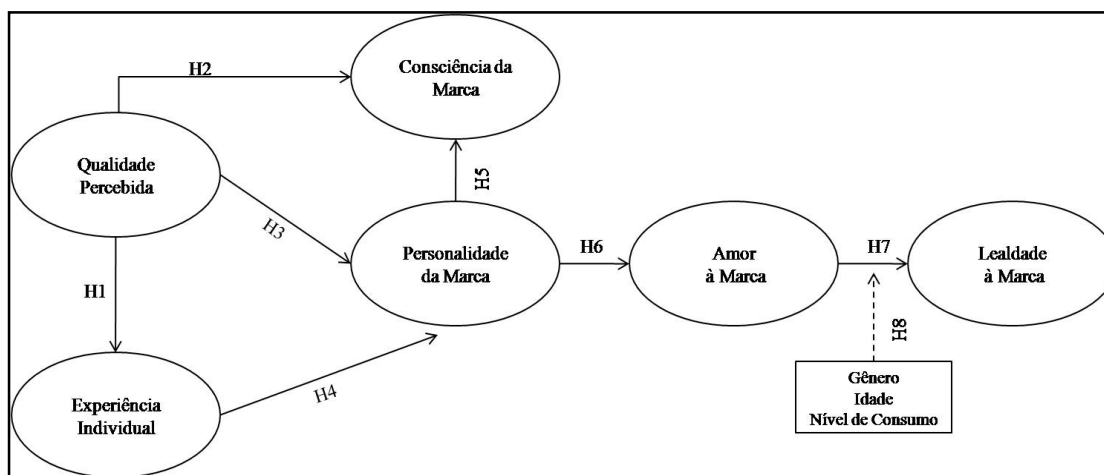 H2
Consciência da
Marca
Qualidade
Percebida
H3
H5
Personalidade
da Marca
H6
Amor
à Marca
H7
Lealdade
à Marca
H1
H8
Experiência
Individual
H4
Gênero
Idade
Nível de Consumo